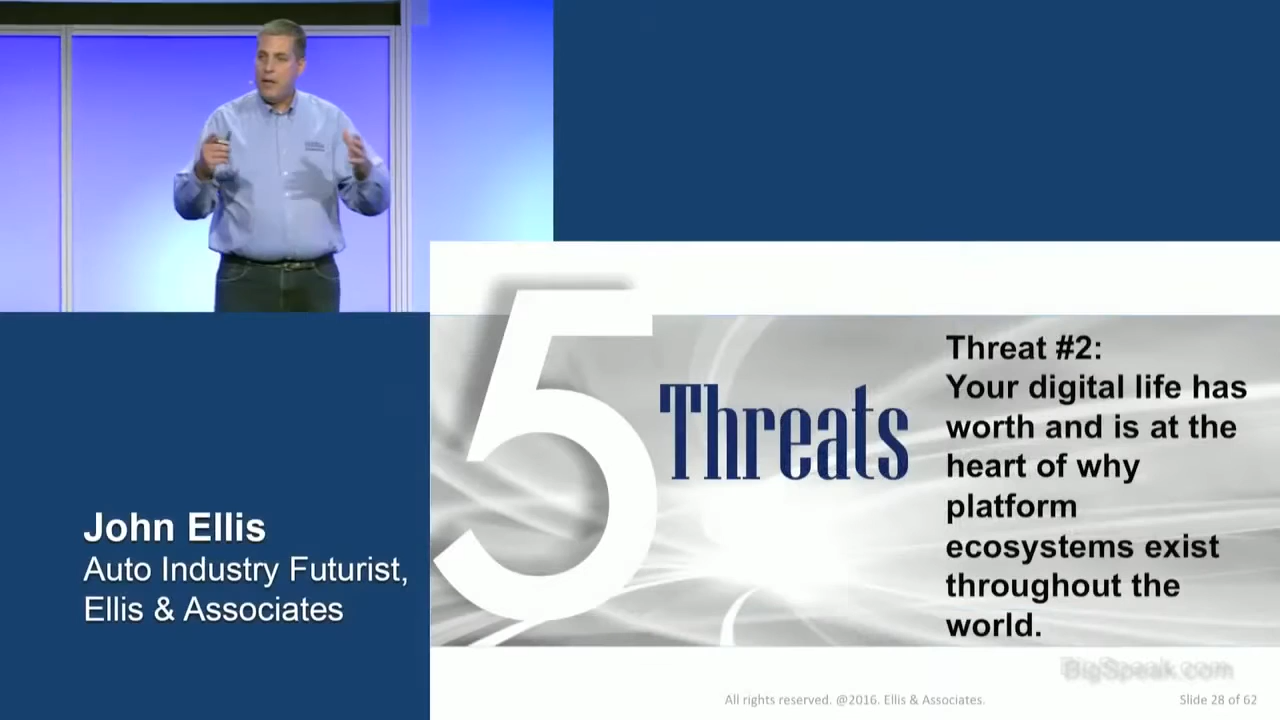 John Ellis
Auto Industry Futurist,
Ellis & Associates
5
Threats
Threat #2:
Your digital life has
worth and is at the
heart of why
platform
ecosystems exist
throughout the
world.
BigSpeak.com
All rights reserved. @2016. Ellis & Associates.
Slide 28 of 62